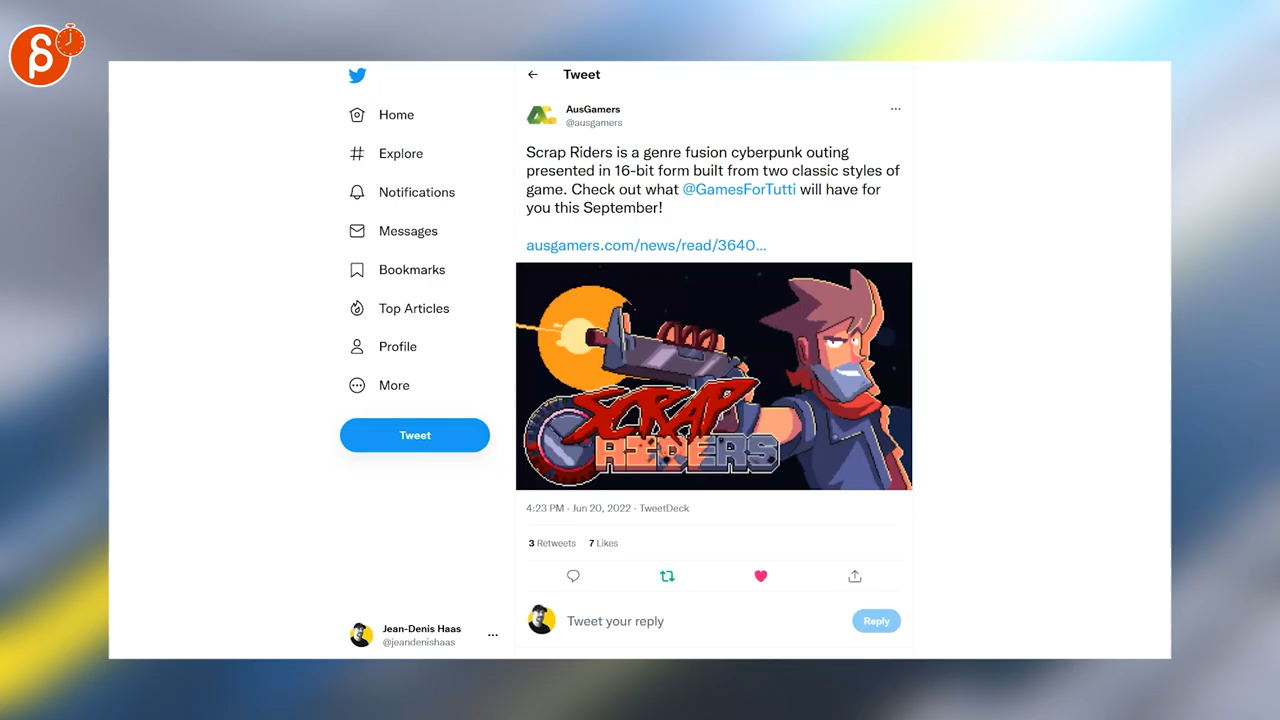 Tweet
Home
Explore
Notifications
Messages
Bookmarks
Top Articles
Profile
More
Tweet
Jean-Denis Haas
@jeandenishaas
AusGamers
@ausgamers
Scrap Riders is a genre fusion cyberpunk outing
presented in 16-bit form built from two classic styles of
game. Check out what @GamesForTutti will have for
you this September!
ausgamers.com/news/read/3640...
SCRAP
RIDERS
4:23 PM · Jun 20, 2022 · TweetDeck
3 Retweets 7 Likes
Tweet your reply
Reply